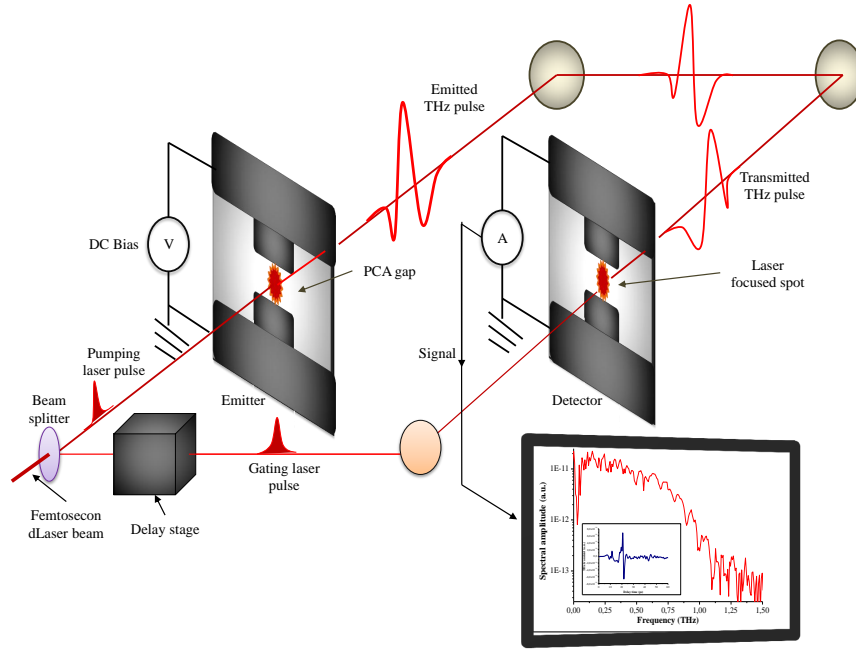 Emitted
THz pulse
Transmitted
THz pulse
DC Bias
V
A
PCA gap
Laser
focused spot
Pumping
laser pulse
Signal
Emitter
Detector
Beam
splitter
Gating laser
pulse
Femtosecon
dLaser beam
Delay stage
Spectral amplitude (a.u.)
1E-11
1E-12
1E-13
0,00
0,25
0,50
0,75
1,00
1,25
1,50
Frequency (THz)